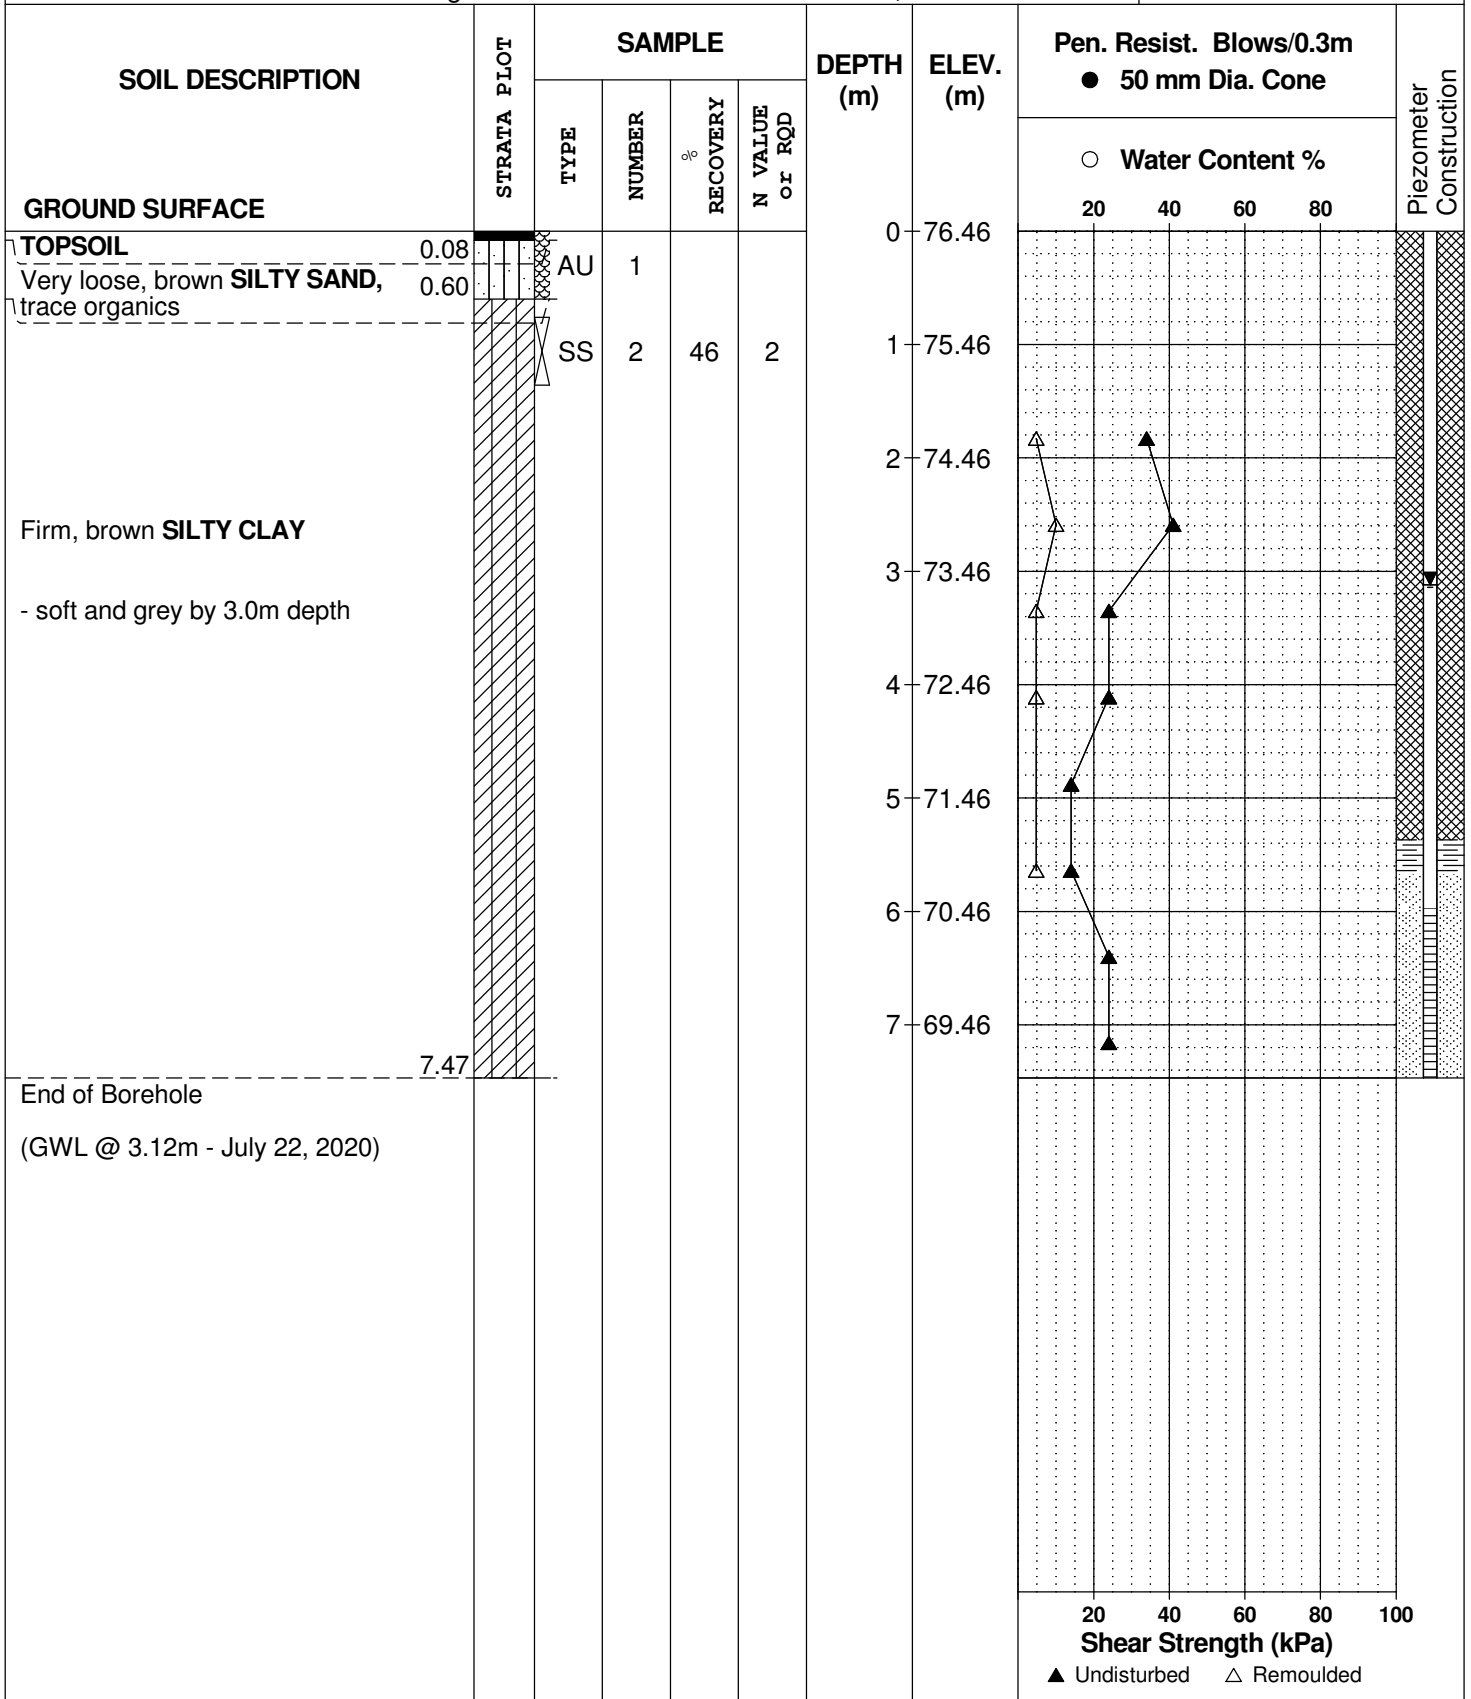 SOIL DESCRIPTION
GROUND SURFACE
STRATA PLOT
SAMPLE
TYPE
NUMBER
%
RECOVERY
N VALUE
or RQD
DEPTH
(m)
ELEV.
(m)
Pen. Resist. Blows/0.3m
● 50 mm Dia. Cone
○ Water Content %
20 40 60 80
Piezometer
Construction
TOPSOIL 0.08
Very loose, brown SILTY SAND, 0.60
trace organics
AU 1
SS 2 46 2
Firm, brown SILTY CLAY
- soft and grey by 3.0m depth
7.47
End of Borehole
(GWL @ 3.12m - July 22, 2020)
0 76.46
1 75.46
2 74.46
3 73.46
4 72.46
5 71.46
6 70.46
7 69.46
20 40 60 80 100
Shear Strength (kPa)
▲ Undisturbed △ Remoulded